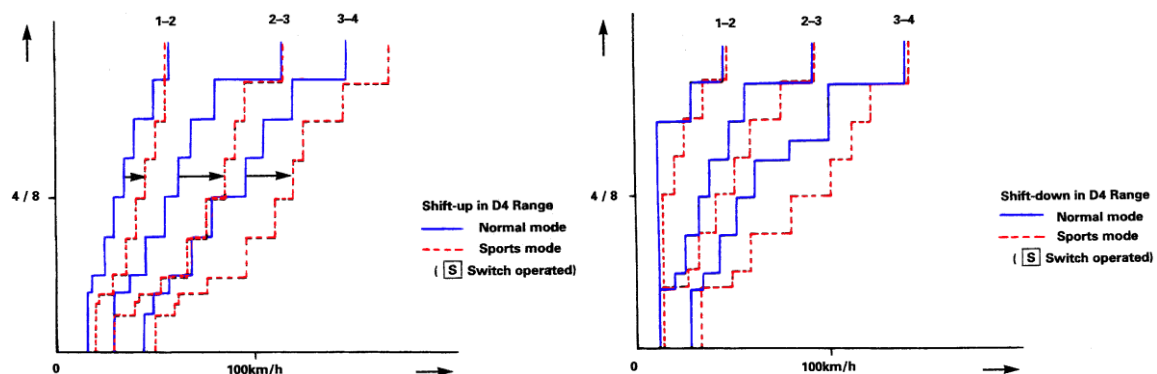 1–2 2–3 3–4
4 / 8
Shift-up in D4 Range
Normal mode
Sports mode
( S Switch operated)
0 100km/h
1–2 2–3 3–4
4 / 8
Shift-down in D4 Range
Normal mode
Sports mode
( S Switch operated)
0 100km/h